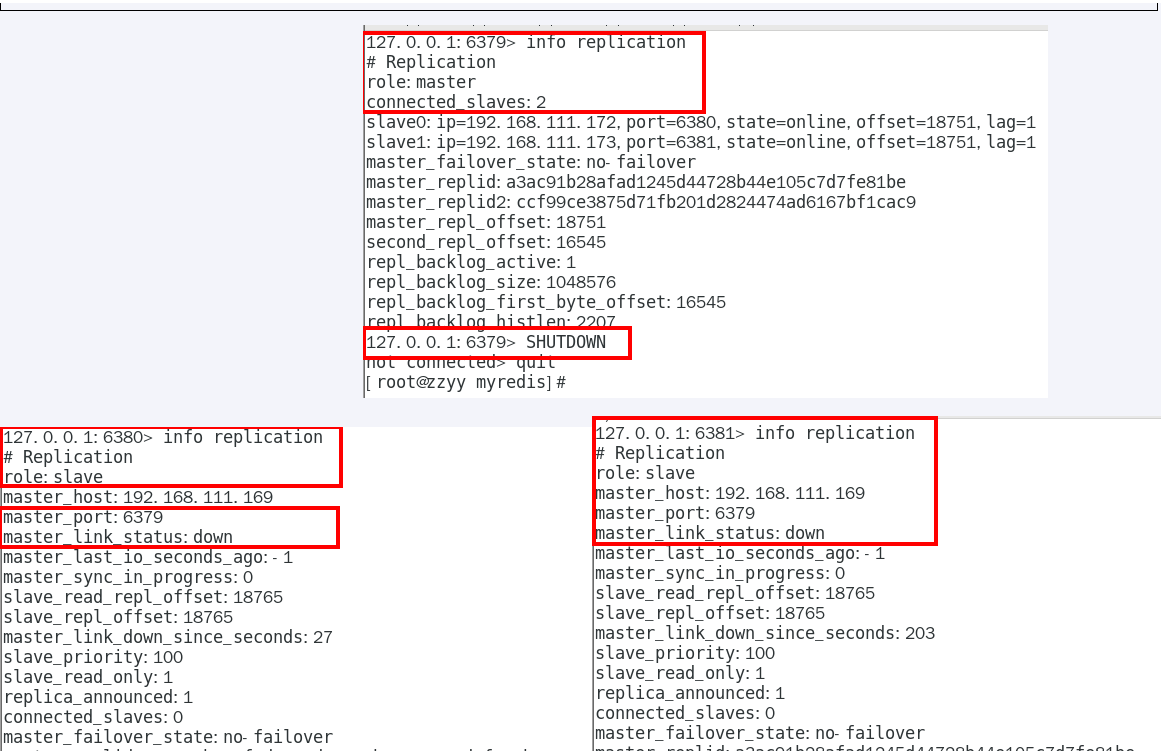 127.0.0.1:6379> info replication
# Replication
role:master
connected_slaves:2
slave0:ip=192.168.111.172,port=6380,state=online,offset=18751,lag=1
slave1:ip=192.168.111.173,port=6381,state=online,offset=18751,lag=1
master_failover_state:no-failover
master_replid:a3ac91b28afad1245d44728b44e105c7d7fe81be
master_replid2:ccf99ce3875d71fb201d2824474ad6167bf1cac9
master_repl_offset:18751
second_repl_offset:16545
repl_backlog_active:1
repl_backlog_size:1048576
repl_backlog_first_byte_offset:16545
repl_backlog_histlen:2207
127.0.0.1:6379> SHUTDOWN
not connected> quit
[root@zzyy myredis]#
127.0.0.1:6380> info replication
# Replication
role:slave
master_host:192.168.111.169
master_port:6379
master_link_status:down
master_last_io_seconds_ago:-1
master_sync_in_progress:0
slave_read_repl_offset:18765
slave_repl_offset:18765
master_link_down_since_seconds:27
slave_priority:100
slave_read_only:1
replica_announced:1
connected_slaves:0
master_failover_state:no-failover
127.0.0.1:6381> info replication
# Replication
role:slave
master_host:192.168.111.169
master_port:6379
master_link_status:down
master_last_io_seconds_ago:-1
master_sync_in_progress:0
slave_read_repl_offset:18765
slave_repl_offset:18765
master_link_down_since_seconds:203
slave_priority:100
slave_read_only:1
replica_announced:1
connected_slaves:0
master_failover_state:no-failover